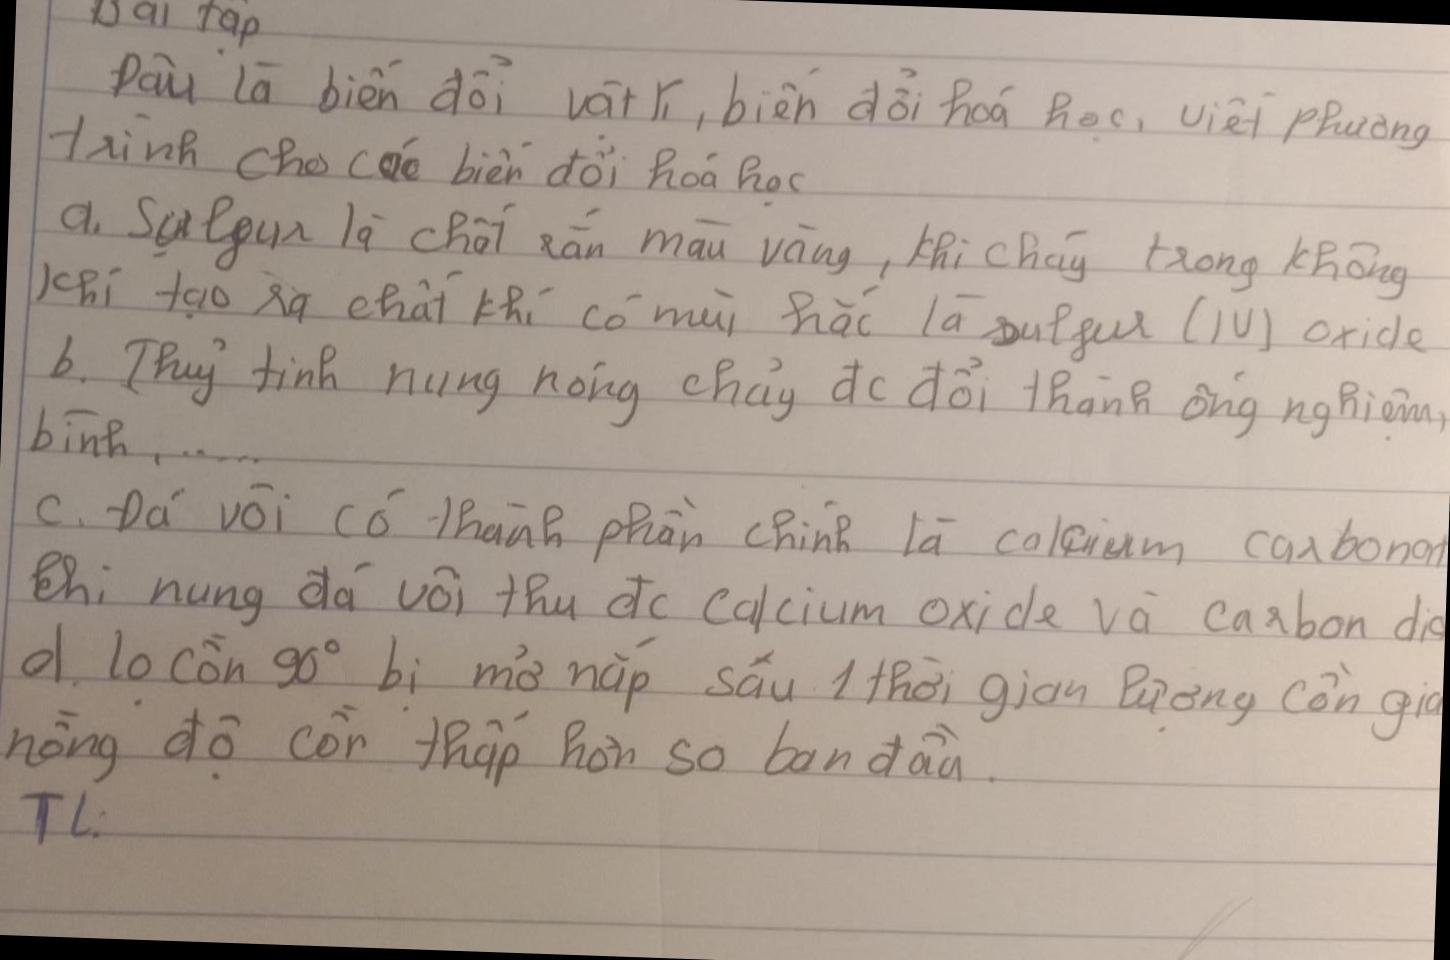 Bài tập
Đâu là biến đổi vật lí, biến đổi hoá học, viết phương
trình cho các biến đổi hoá học
a. Sulfur là chất rắn màu vàng, khi cháy trong không
khí tạo ra chất khí có mùi hắc là sulfur (IV) oxide
b. Thuỷ tinh nung nóng chảy đc đổi thành ống nghiệm,
bình, .....
c. Đá vôi có thành phần chính là calcium carbonat
khi nung đá vôi thu đc calcium oxide và carbon dio
d. lọ cồn 90° bị mở nắp sau 1 thời gian lượng cồn giả
nồng độ cồn thấp hơn so ban đầu.
TL: